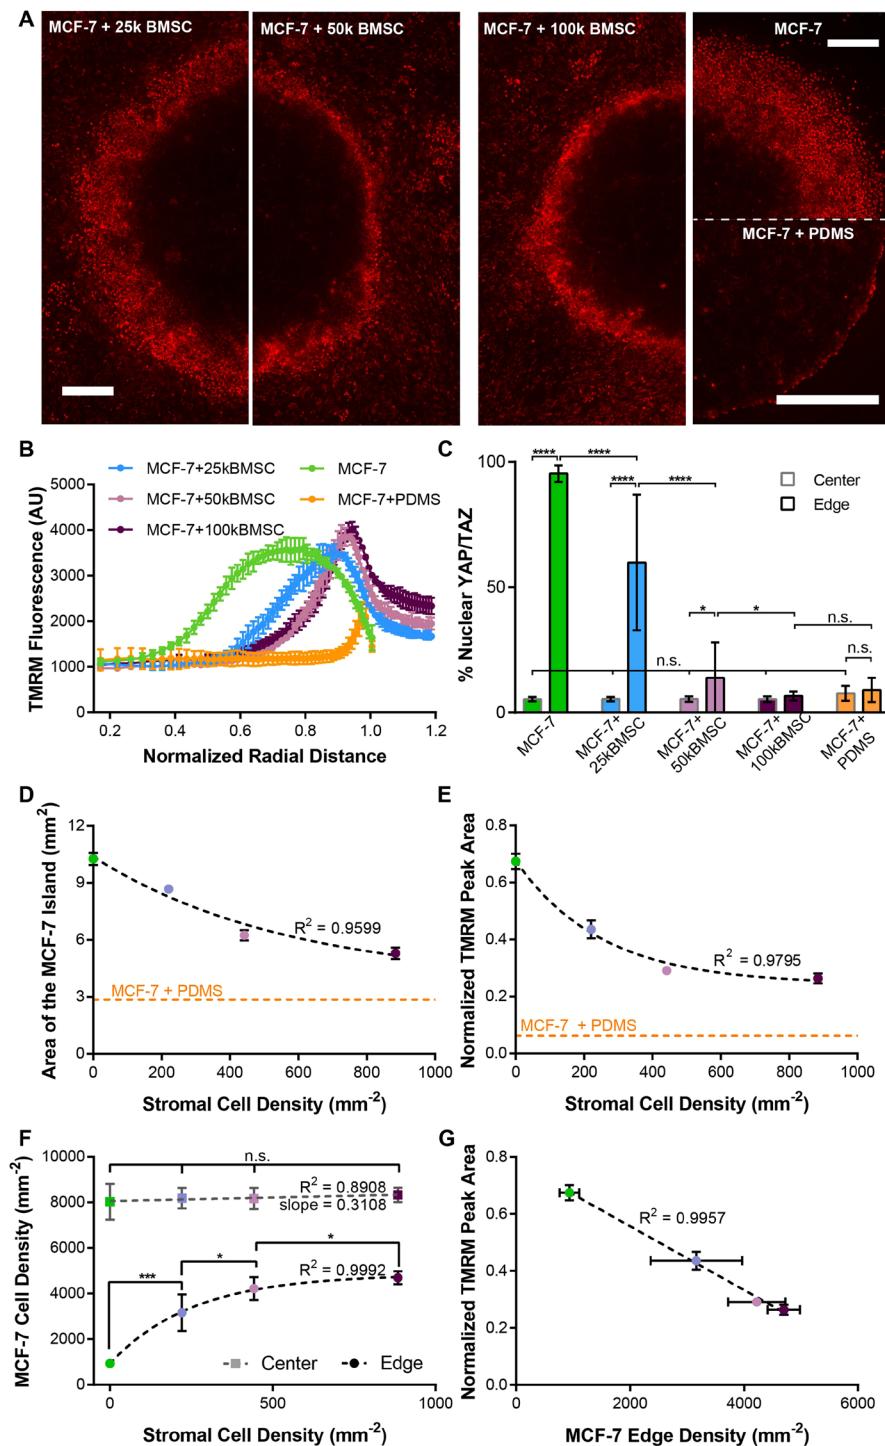 A
MCF-7 + 25k BMSC
MCF-7 + 50k BMSC
MCF-7 + 100k BMSC
MCF-7
MCF-7 + PDMS
B
MCF-7+25kBMSC
MCF-7
MCF-7+50kBMSC
MCF-7+PDMS
MCF-7+100kBMSC
TMRM Fluorescence (AU)
5000
4000
3000
2000
1000
0
0.2
0.4
0.6
0.8
1.0
1.2
Normalized Radial Distance
C
% Nuclear YAP/TAZ
100
50
0
****
****
****
****
*
*
n.s.
n.s.
n.s.
Center
Edge
MCF-7
MCF-7+
25kBMSC
MCF-7+
50kBMSC
MCF-7+
100kBMSC
MCF-7+
PDMS
D
Area of the MCF-7 Island (mm2)
12
9
6
3
0
R2 = 0.9599
MCF-7 + PDMS
0
200
400
600
800
1000
Stromal Cell Density (mm-2)
E
Normalized TMRM Peak Area
0.8
0.6
0.4
0.2
0.0
R2 = 0.9795
MCF-7 + PDMS
0
200
400
600
800
1000
Stromal Cell Density (mm-2)
F
MCF-7 Cell Density (mm-2)
10000
8000
6000
4000
2000
0
n.s.
R2 = 0.8908
slope = 0.3108
***
*
*
R2 = 0.9992
Center
Edge
0
500
1000
Stromal Cell Density (mm-2)
G
Normalized TMRM Peak Area
0.8
0.6
0.4
0.2
0.0
R2 = 0.9957
0
2000
4000
6000
MCF-7 Edge Density (mm-2)